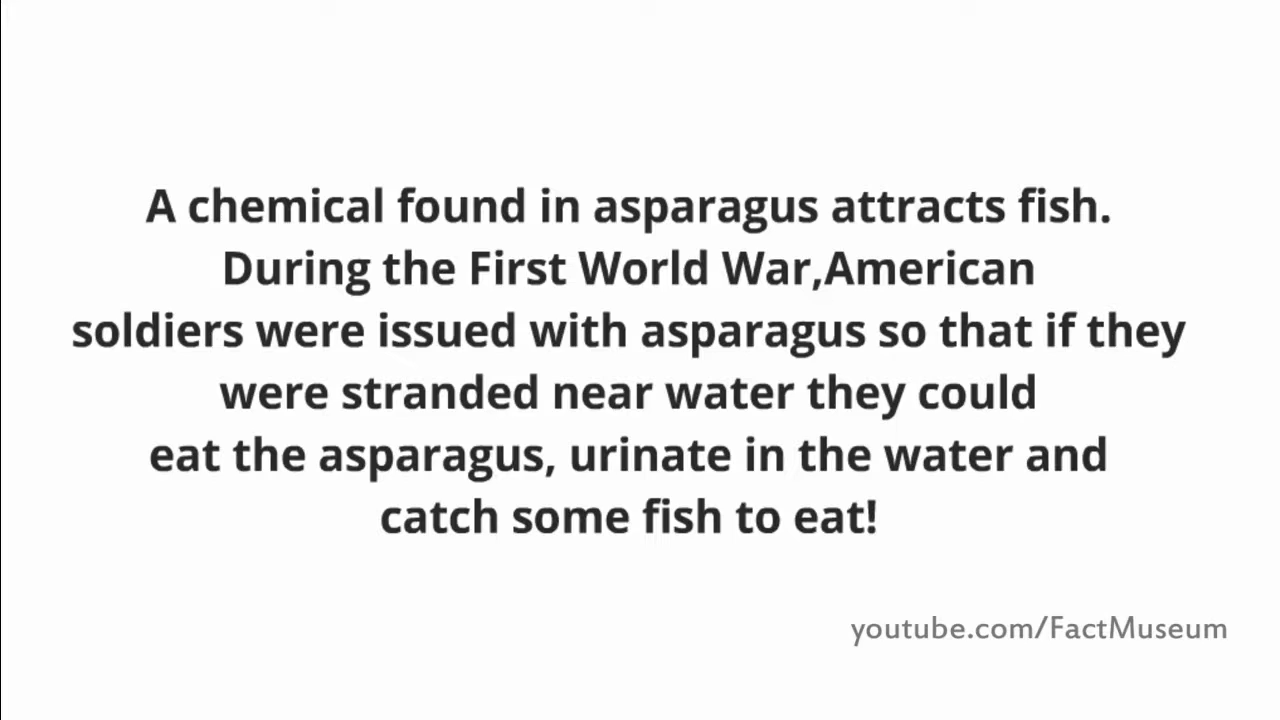 A chemical found in asparagus attracts fish.
During the First World War,American
soldiers were issued with asparagus so that if they
were stranded near water they could
eat the asparagus, urinate in the water and
catch some fish to eat!
youtube.com/FactMuseum